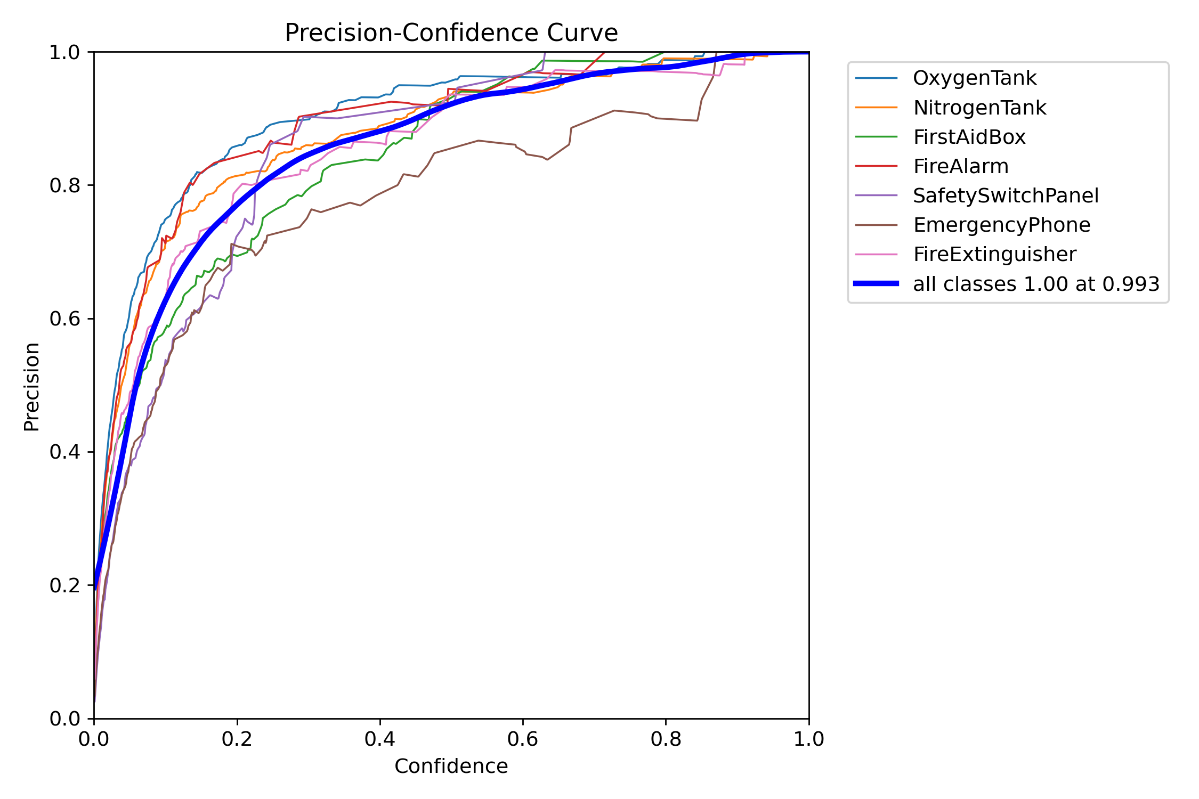 Precision-Confidence Curve
1.0
0.8
0.6
0.4
0.2
0.0
Precision
0.0 0.2 0.4 0.6 0.8 1.0
Confidence
OxygenTank
NitrogenTank
FirstAidBox
FireAlarm
SafetySwitchPanel
EmergencyPhone
FireExtinguisher
all classes 1.00 at 0.993